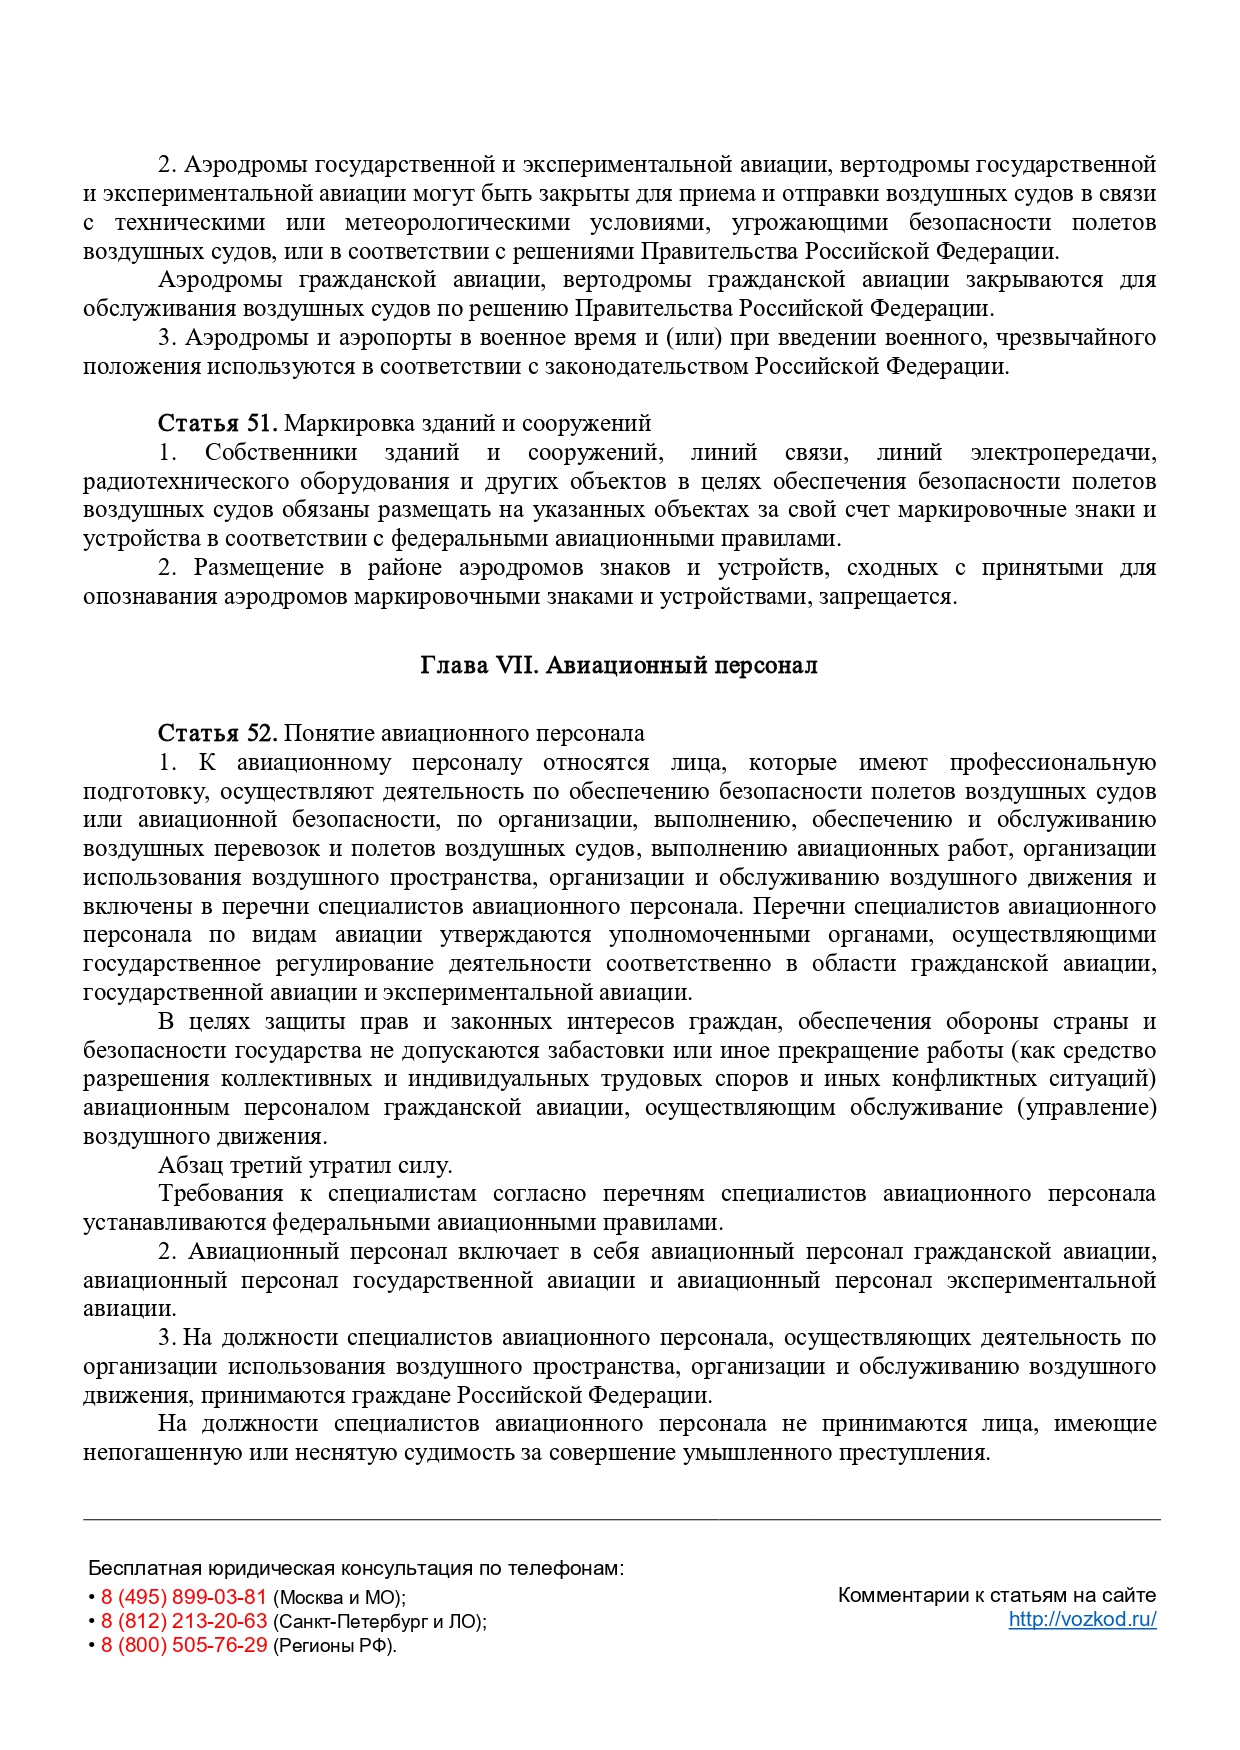 2. Аэродромы государственной и экспериментальной авиации, вертодромы государственной
и экспериментальной авиации могут быть закрыты для приема и отправки воздушных судов в связи
с техническими или метеорологическими условиями, угрожающими безопасности полетов
воздушных судов, или в соответствии с решениями Правительства Российской Федерации.
Аэродромы гражданской авиации, вертодромы гражданской авиации закрываются для
обслуживания воздушных судов по решению Правительства Российской Федерации.
3. Аэродромы и аэропорты в военное время и (или) при введении военного, чрезвычайного
положения используются в соответствии с законодательством Российской Федерации.
Статья 51. Маркировка зданий и сооружений
1. Собственники зданий и сооружений, линий связи, линий электропередачи,
радиотехнического оборудования и других объектов в целях обеспечения безопасности полетов
воздушных судов обязаны размещать на указанных объектах за свой счет маркировочные знаки и
устройства в соответствии с федеральными авиационными правилами.
2. Размещение в районе аэродромов знаков и устройств, сходных с принятыми для
опознавания аэродромов маркировочными знаками и устройствами, запрещается.
Глава VII. Авиационный персонал
Статья 52. Понятие авиационного персонала
1. К авиационному персоналу относятся лица, которые имеют профессиональную
подготовку, осуществляют деятельность по обеспечению безопасности полетов воздушных судов
или авиационной безопасности, по организации, выполнению, обеспечению и обслуживанию
воздушных перевозок и полетов воздушных судов, выполнению авиационных работ, организации
использования воздушного пространства, организации и обслуживанию воздушного движения и
включены в перечни специалистов авиационного персонала. Перечни специалистов авиационного
персонала по видам авиации утверждаются уполномоченными органами, осуществляющими
государственное регулирование деятельности соответственно в области гражданской авиации,
государственной авиации и экспериментальной авиации.
В целях защиты прав и законных интересов граждан, обеспечения обороны страны и
безопасности государства не допускаются забастовки или иное прекращение работы (как средство
разрешения коллективных и индивидуальных трудовых споров и иных конфликтных ситуаций)
авиационным персоналом гражданской авиации, осуществляющим обслуживание (управление)
воздушного движения.
Абзац третий утратил силу.
Требования к специалистам согласно перечням специалистов авиационного персонала
устанавливаются федеральными авиационными правилами.
2. Авиационный персонал включает в себя авиационный персонал гражданской авиации,
авиационный персонал государственной авиации и авиационный персонал экспериментальной
авиации.
3. На должности специалистов авиационного персонала, осуществляющих деятельность по
организации использования воздушного пространства, организации и обслуживанию воздушного
движения, принимаются граждане Российской Федерации.
На должности специалистов авиационного персонала не принимаются лица, имеющие
непогашенную или неснятую судимость за совершение умышленного преступления.
Бесплатная юридическая консультация по телефонам:
• 8 (495) 899-03-81 (Москва и МО);
• 8 (812) 213-20-63 (Санкт-Петербург и ЛО);
• 8 (800) 505-76-29 (Регионы РФ).
Комментарии к статьям на сайте
http://vozkod.ru/